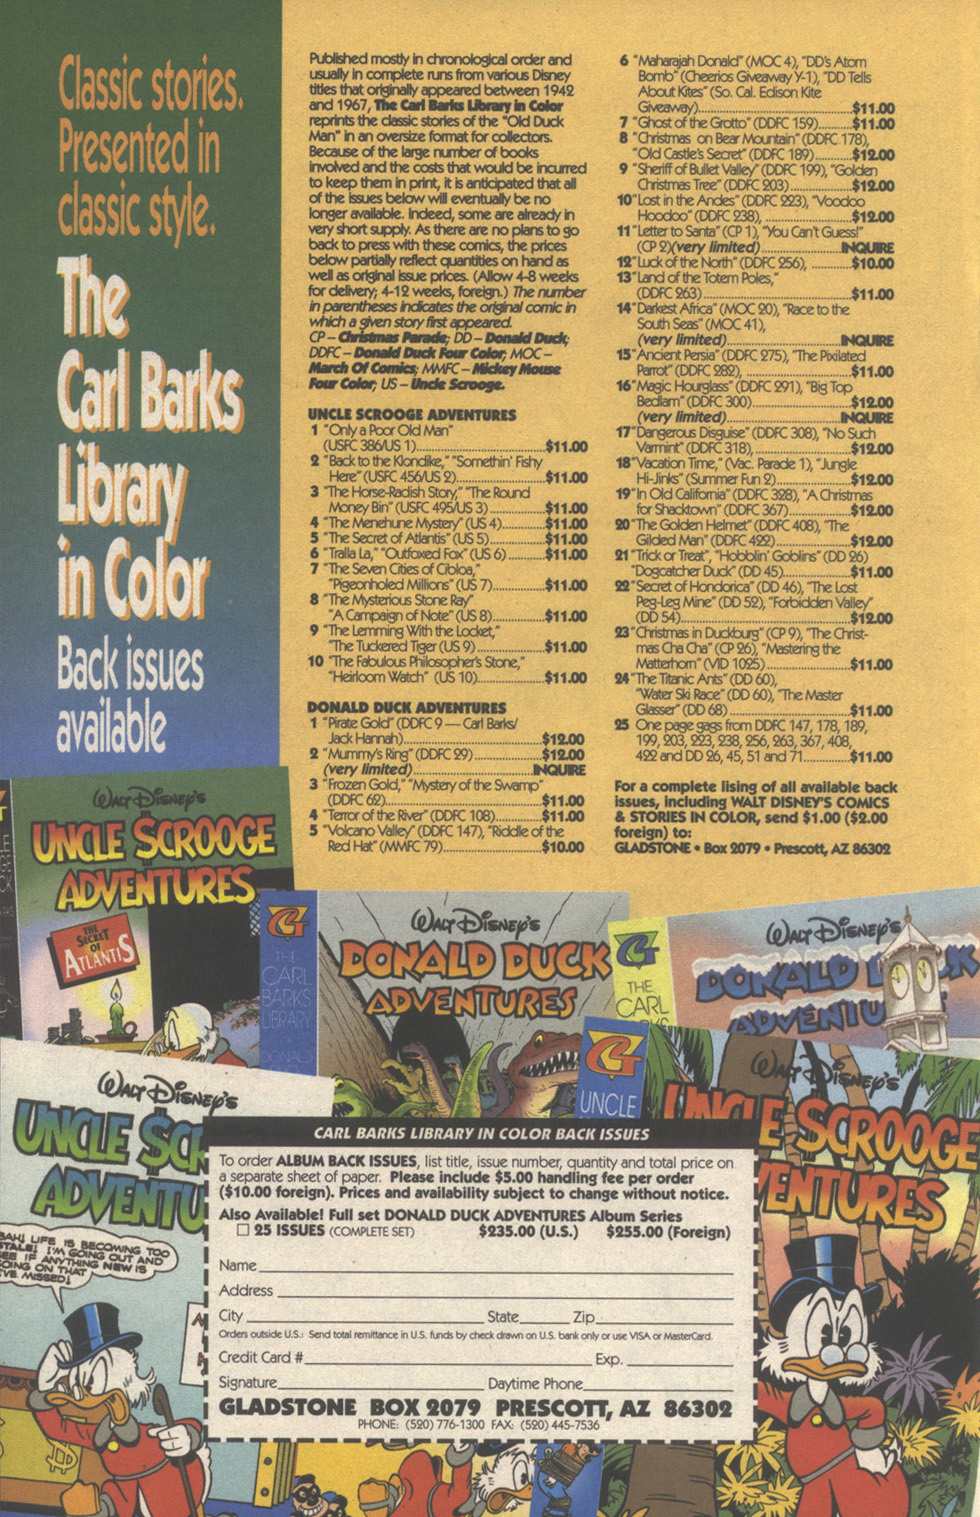 Classic stories.
Presented in
classic style.
The
Carl Barks
Library
in Color
Back issues
available
Published mostly in chronological order and
usually in complete runs from various Disney
titles that originally appeared between 1942
and 1967, The Carl Barks Library in Color
reprints the classic stories of the "Old Duck
Man" in an oversize format for collectors.
Because of the large number of books
involved and the costs that would be incurred
to keep them in print, it is anticipated that all
of the issues below will eventually be no
longer available. Indeed, some are already in
very short supply. As there are no plans to go
back to press with these comics, the prices
below partially reflect quantities on hand as
well as original issue prices. (Allow 4-8 weeks
for delivery; 4-12 weeks, foreign.) The number
in parentheses indicates the original comic in
which a given story first appeared.
CP – Christmas Parade; DD – Donald Duck;
DDFC – Donald Duck Four Color; MOC –
March Of Comics; MMFC – Mickey Mouse
Four Color; US – Uncle Scrooge.
UNCLE SCROOGE ADVENTURES
1 "Only a Poor Old Man"
(USFC 386/US 1)..........$11.00
2 "Back to the Klondike," "Somethin' Fishy
Here" (USFC 456/US 2)..........$11.00
3 "The Horse-Radish Story," "The Round
Money Bin" (USFC 495/US 3)..........$11.00
4 "The Menehune Mystery" (US 4)..........$11.00
5 "The Secret of Atlantis" (US 5)..........$11.00
6 "Tralla La," "Outfoxed Fox" (US 6)..........$11.00
7 "The Seven Cities of Cibloa,"
"Pigeonholed Millions" (US 7)..........$11.00
8 "The Mysterious Stone Ray"
"A Campaign of Note" (US 8)..........$11.00
9 "The Lemming With the Locket,"
"The Tuckered Tiger (US 9)..........$11.00
10 "The Fabulous Philosopher's Stone,"
"Heirloom Watch" (US 10)..........$11.00
DONALD DUCK ADVENTURES
1 "Pirate Gold" (DDFC 9 — Carl Barks/
Jack Hannah)..........$12.00
2 "Mummy's Ring" (DDFC 29)..........$12.00
(very limited)..........INQUIRE
3 "Frozen Gold," "Mystery of the Swamp"
(DDFC 62)..........$11.00
4 "Terror of the River" (DDFC 108)..........$11.00
5 "Volcano Valley" (DDFC 147), "Riddle of the
Red Hat" (MMFC 79)..........$10.00
6 "Maharajah Donald" (MOC 4), "DD's Atom
Bomb" (Cheerios Giveaway Y-1), "DD Tells
About Kites" (So. Cal. Edison Kite
Giveaway)..........$11.00
7 "Ghost of the Grotto" (DDFC 159)..........$11.00
8 "Christmas on Bear Mountain" (DDFC 178),
"Old Castle's Secret" (DDFC 189)..........$12.00
9 "Sheriff of Bullet Valley" (DDFC 199), "Golden
Christmas Tree" (DDFC 203)..........$12.00
10 "Lost in the Andes" (DDFC 223), "Voodoo
Hoodoo" (DDFC 238),..........$12.00
11 "Letter to Santa" (CP 1), "You Can't Guess!"
(CP 2)(very limited)..........INQUIRE
12 "Luck of the North" (DDFC 256),..........$10.00
13 "Land of the Totem Poles,"
(DDFC 263)..........$11.00
14 "Darkest Africa" (MOC 20), "Race to the
South Seas" (MOC 41),
(very limited)..........INQUIRE
15 "Ancient Persia" (DDFC 275), "The Pixilated
Parrot" (DDFC 282),..........$11.00
16 "Magic Hourglass" (DDFC 291), "Big Top
Bedlam" (DDFC 300)..........$12.00
(very limited)..........INQUIRE
17 "Dangerous Disguise" (DDFC 308), "No Such
Varmint" (DDFC 318),..........$12.00
18 "Vacation Time," (Vac. Parade 1), "Jungle
Hi-Jinks" (Summer Fun 2)..........$12.00
19 "In Old California" (DDFC 328), "A Christmas
for Shacktown" (DDFC 367)..........$12.00
20 "The Golden Helmet" (DDFC 408), "The
Gilded Man" (DDFC 422)..........$12.00
21 "Trick or Treat", "Hobblin' Goblins" (DD 26)
"Dogcatcher Duck" (DD 45)..........$11.00
22 "Secret of Hondorica" (DD 46), "The Lost
Peg-Leg Mine" (DD 52), "Forbidden Valley"
(DD 54)..........$12.00
23 "Christmas in Duckburg" (CP 9), "The Christ-
mas Cha Cha" (CP 26), "Mastering the
Matterhorn" (VID 1025)..........$11.00
24 "The Titanic Ants" (DD 60),
"Water Ski Race" (DD 60), "The Master
Glasser" (DD 68)..........$11.00
25 One page gags from DDFC 147, 178, 189,
199, 203, 223, 238, 256, 263, 367, 408,
422 and DD 26, 45, 51 and 71..........$11.00
For a complete lising of all available back
issues, including WALT DISNEY'S COMICS
& STORIES IN COLOR, send $1.00 ($2.00
foreign) to:
GLADSTONE • Box 2079 • Prescott, AZ 86302
WALT DISNEY'S
UNCLE SCROOGE
ADVENTURES
THE SECRET OF ATLANTIS
THE
CARL
BARKS
LIBRARY
WALT DISNEY'S
DONALD DUCK
ADVENTURES
THE
CARL
WALT DISNEY'S
DONALD DUCK
ADVENTU
UNCLE
WALT DISNEY'S
UNCLE SCROOGE
VENTURES
WALT DISNEY'S
UNCLE SC
ADVENTU
BAH! LIFE IS BECOMING TOO
STALE! I'M GOING OUT AND
SEE IF ANYTHING NEW IS
GOING ON THAT
I'VE MISSED!
CARL BARKS LIBRARY IN COLOR BACK ISSUES
To order ALBUM BACK ISSUES, list title, issue number, quantity and total price on
a separate sheet of paper. Please include $5.00 handling fee per order
($10.00 foreign). Prices and availability subject to change without notice.
Also Available! Full set DONALD DUCK ADVENTURES Album Series
□ 25 ISSUES (COMPLETE SET) $235.00 (U.S.) $255.00 (Foreign)
Name
Address
City State Zip
Orders outside U.S.: Send total remittance in U.S. funds by check drawn on U.S. bank only or use VISA or MasterCard.
Credit Card # Exp.
Signature Daytime Phone
GLADSTONE BOX 2079 PRESCOTT, AZ 86302
PHONE: (520) 776-1300 FAX: (520) 445-7536